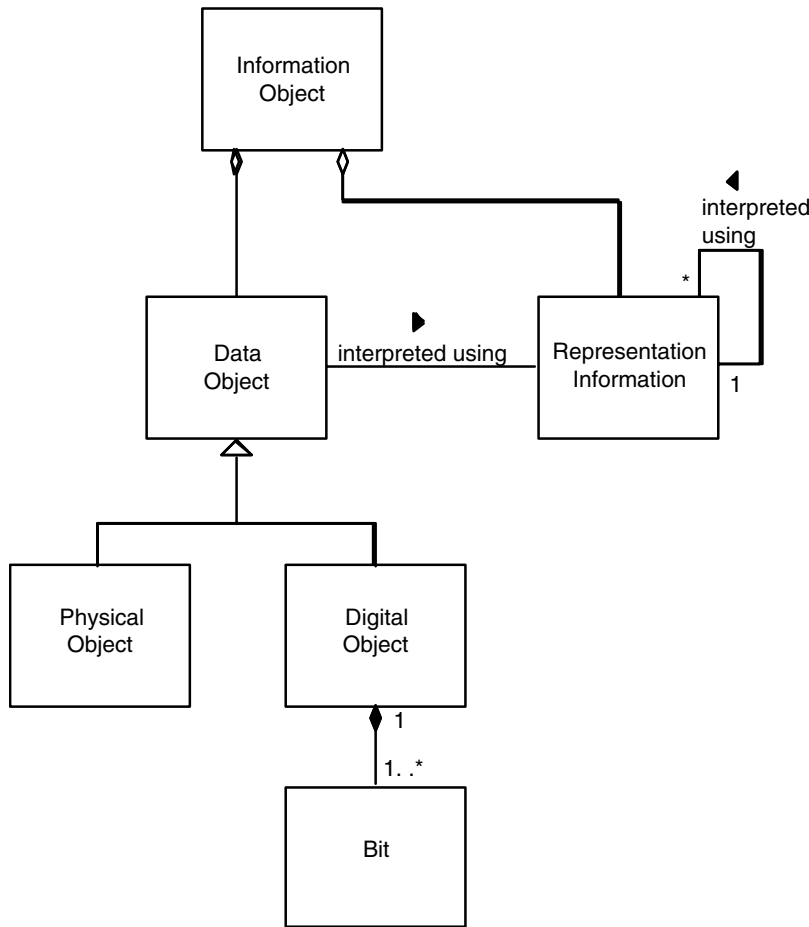 Information
Object
interpreted
using
*
Data
Object
interpreted using
Representation
Information
1
Physical
Object
Digital
Object
1
1. .*
Bit